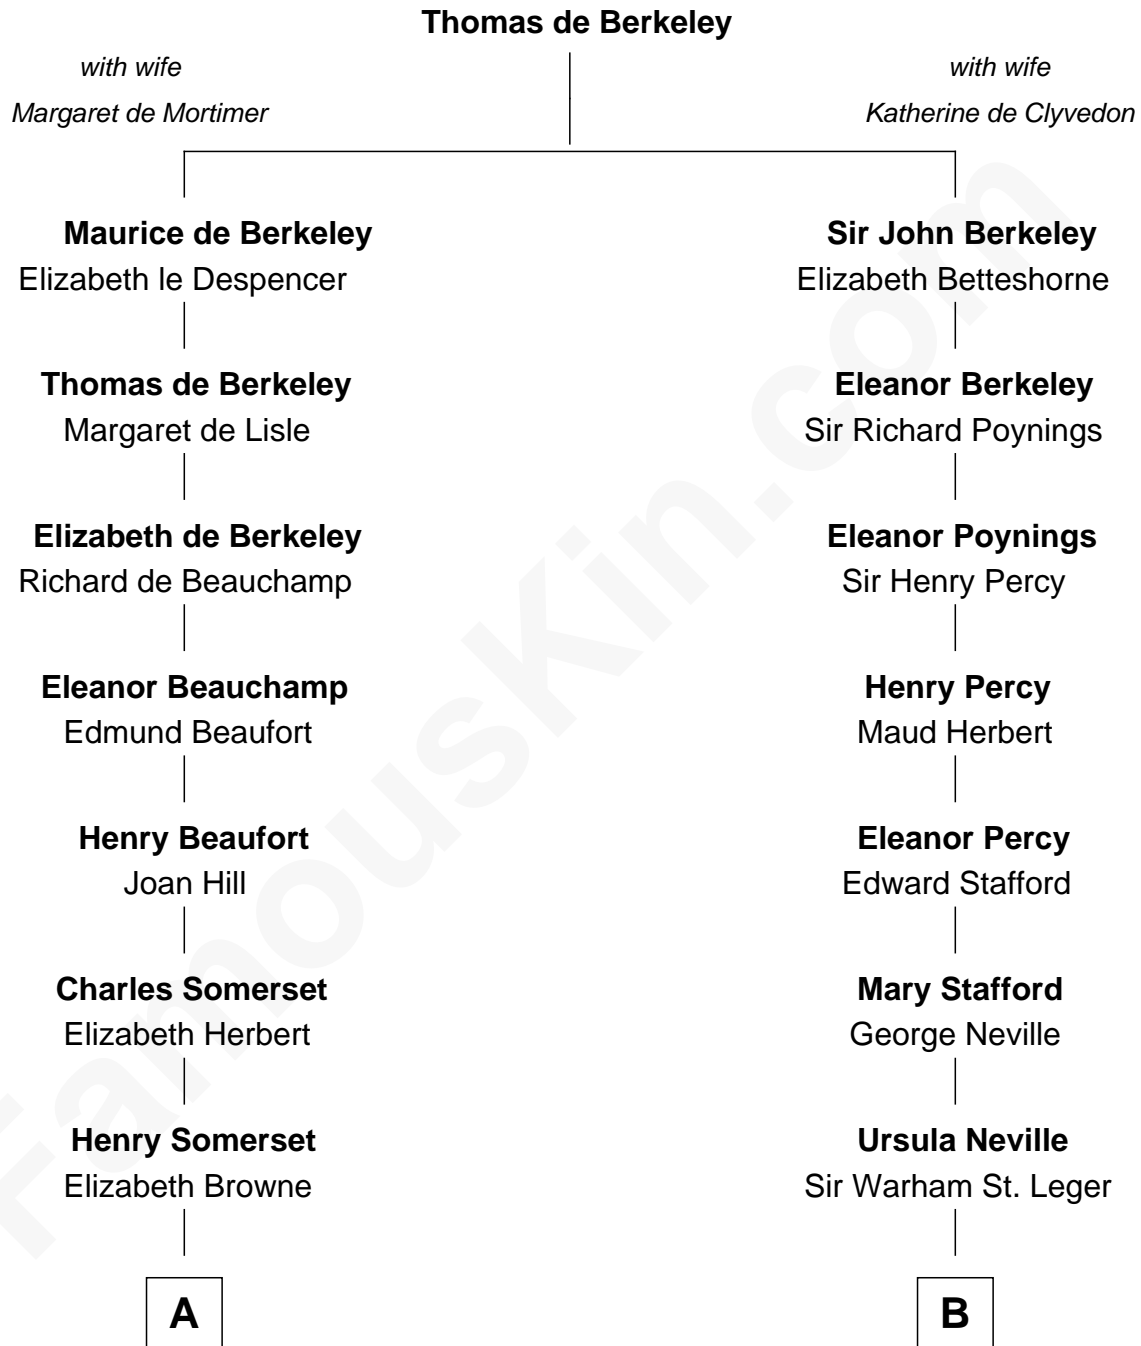 Thomas de Berkeley
with wife
Margaret de Mortimer
with wife
Katherine de Clyvedon
Maurice de Berkeley
Elizabeth le Despencer
Sir John Berkeley
Elizabeth Betteshorne
Thomas de Berkeley
Margaret de Lisle
Eleanor Berkeley
Sir Richard Poynings
Elizabeth de Berkeley
Richard de Beauchamp
Eleanor Poynings
Sir Henry Percy
Eleanor Beauchamp
Edmund Beaufort
Henry Percy
Maud Herbert
Henry Beaufort
Joan Hill
Eleanor Percy
Edward Stafford
Charles Somerset
Elizabeth Herbert
Mary Stafford
George Neville
Henry Somerset
Elizabeth Browne
Ursula Neville
Sir Warham St. Leger
A
B
FamousKin.com